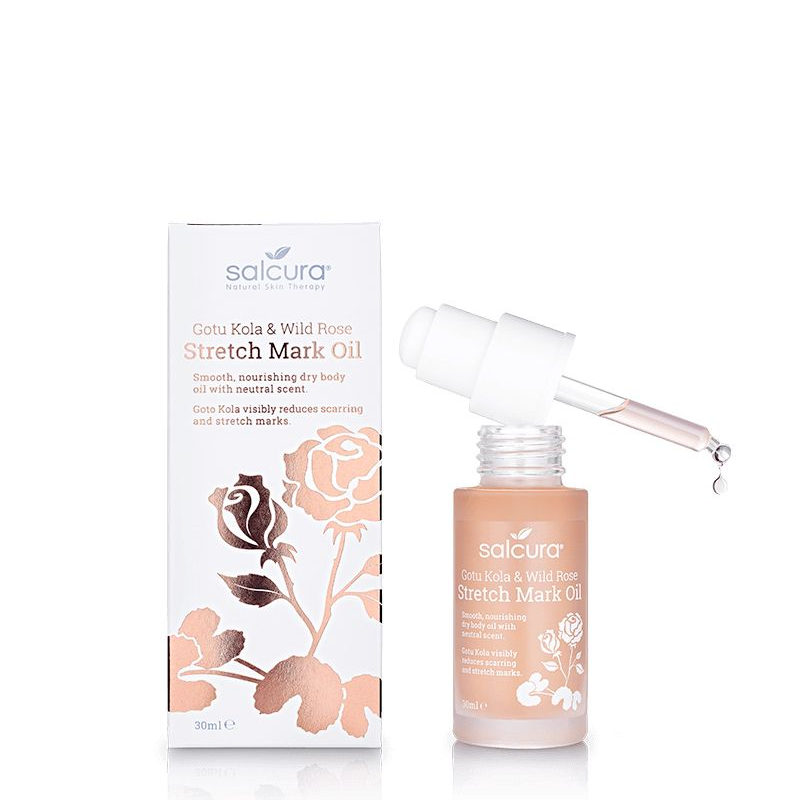 salcura®
Natural Skin Therapy
Gotu Kola & Wild Rose
Stretch Mark Oil
Smooth, nourishing dry body
oil with neutral scent.
Goto Kola visibly reduces scarring
and stretch marks.
30ml ℮
salcura®
Gotu Kola & Wild Rose
Stretch Mark Oil
Smooth, nourishing
dry body oil with
neutral scent.
Gotu Kola visibly
reduces scarring
and stretch marks.
30ml ℮